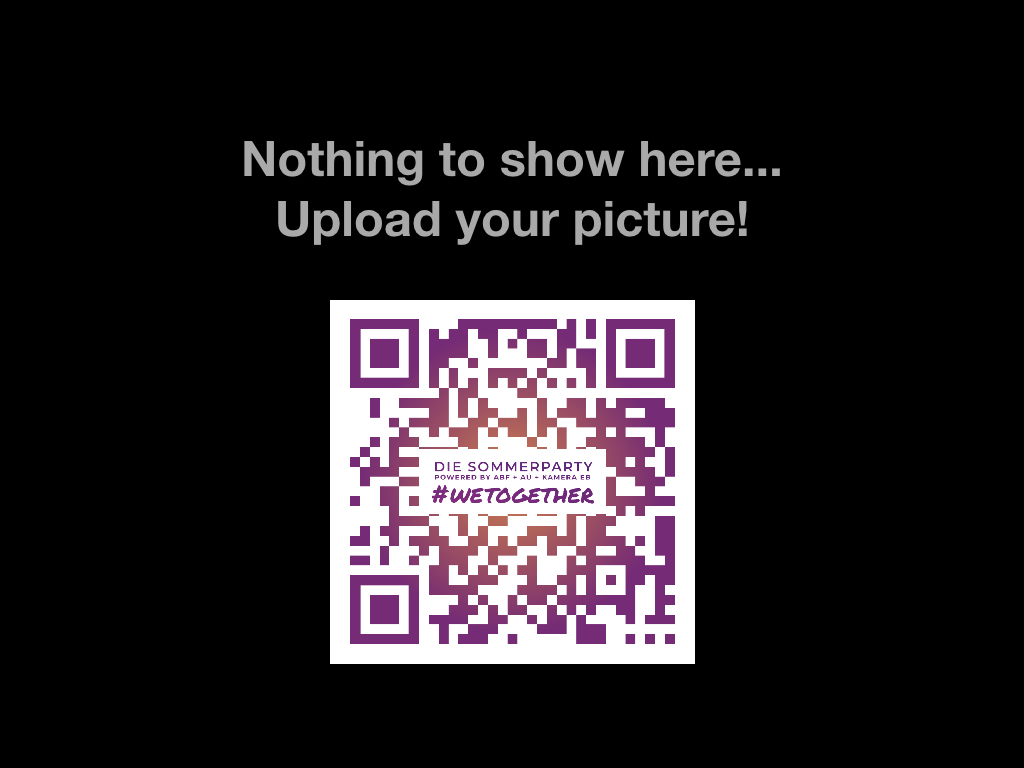 Nothing to show here...
Upload your picture!
DIE SOMMERPARTY
POWERED BY ABF + AU + KAMERA EB
#WETOGETHER